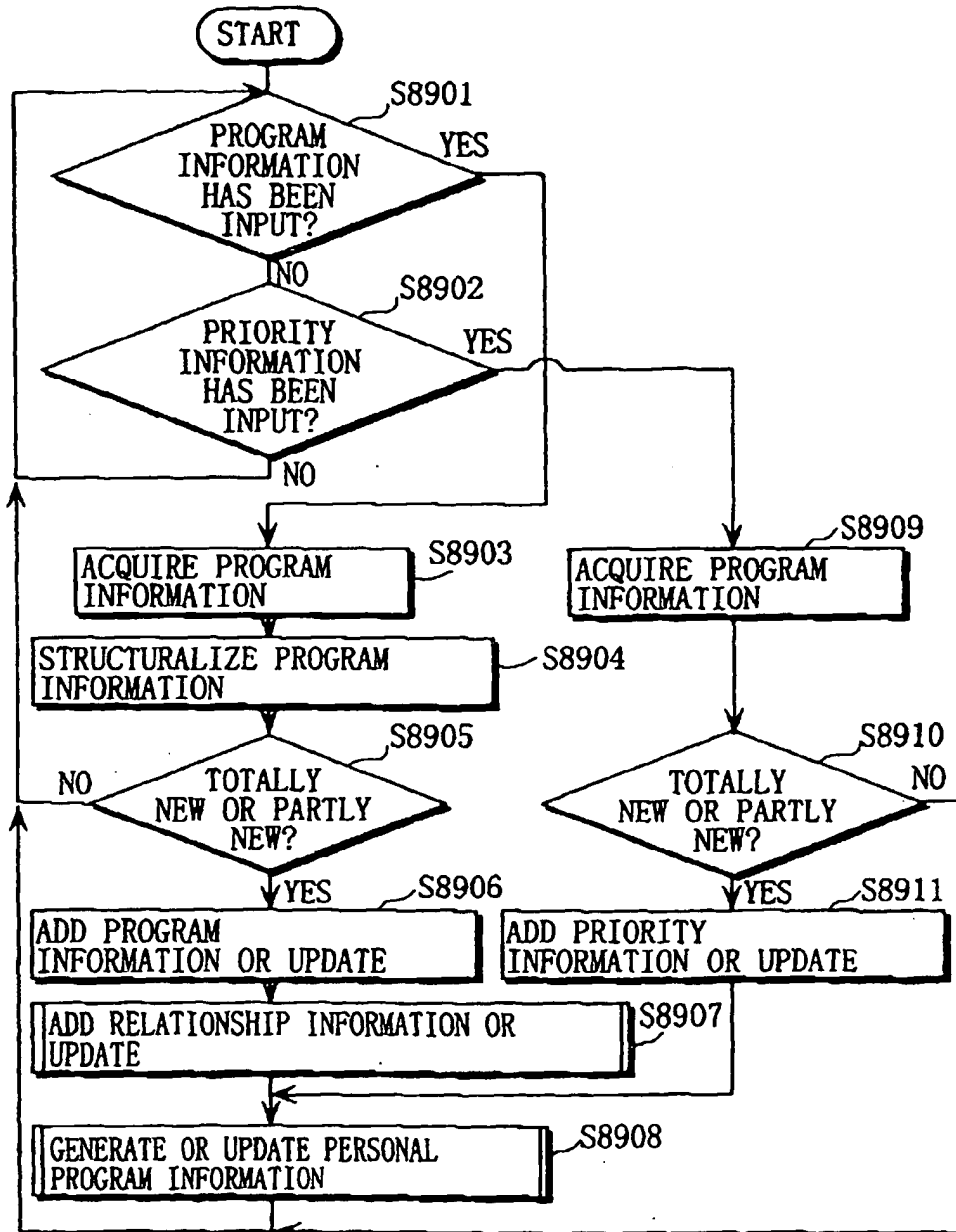 START
S8901
PROGRAM
INFORMATION
HAS BEEN
INPUT?
YES
NO
S8902
PRIORITY
INFORMATION
HAS BEEN
INPUT?
YES
NO
S8903
ACQUIRE PROGRAM
INFORMATION
S8909
ACQUIRE PROGRAM
INFORMATION
STRUCTURALIZE PROGRAM
INFORMATION
S8904
S8905
NO
TOTALLY
NEW OR PARTLY
NEW?
YES
S8910
TOTALLY
NEW OR PARTLY
NEW?
NO
YES
S8906
ADD PROGRAM
INFORMATION OR UPDATE
S8911
ADD PRIORITY
INFORMATION OR UPDATE
ADD RELATIONSHIP INFORMATION OR
UPDATE
S8907
GENERATE OR UPDATE PERSONAL
PROGRAM INFORMATION
S8908